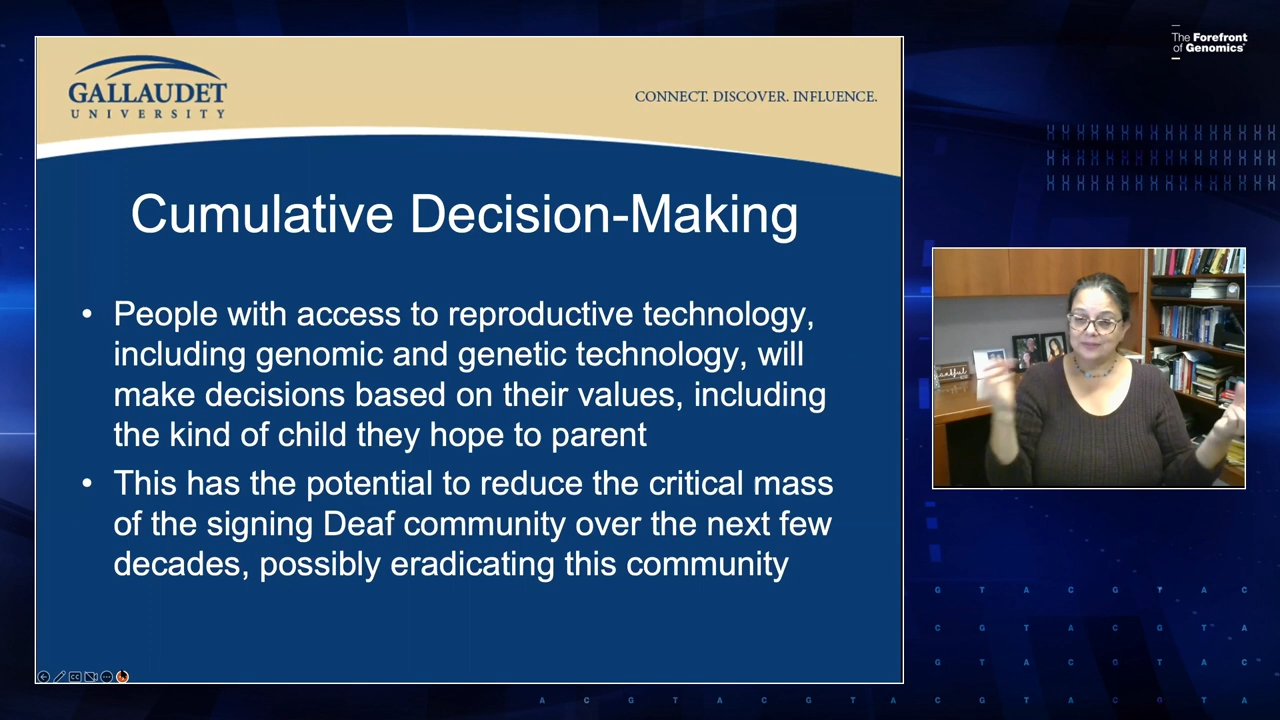 The Forefront
of Genomics®
GALLAUDET
UNIVERSITY
CONNECT. DISCOVER. INFLUENCE.
Cumulative Decision-Making
• People with access to reproductive technology,
including genomic and genetic technology, will
make decisions based on their values, including
the kind of child they hope to parent
• This has the potential to reduce the critical mass
of the signing Deaf community over the next few
decades, possibly eradicating this community
G T A C G T A C
C G T A C G T A
G T A C G T A C
A C G T A C G T A C G T A C G T A